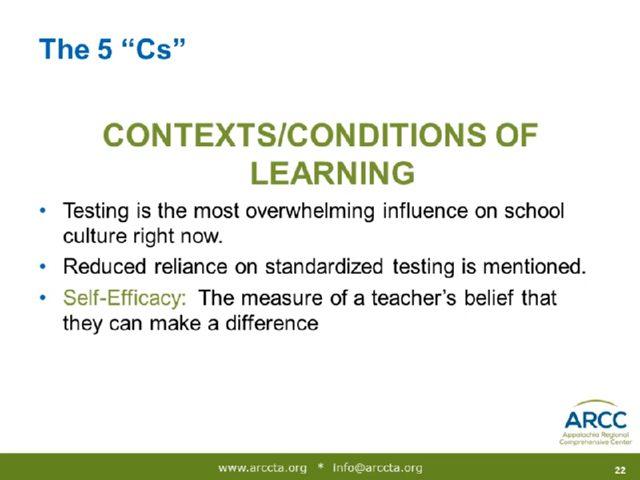 The 5 “Cs”
CONTEXTS/CONDITIONS OF
LEARNING
• Testing is the most overwhelming influence on school
culture right now.
• Reduced reliance on standardized testing is mentioned.
• Self-Efficacy: The measure of a teacher’s belief that
they can make a difference
ARCC
Appalachia Regional
Comprehensive Center
www.arccta.org * Info@arccta.org
22